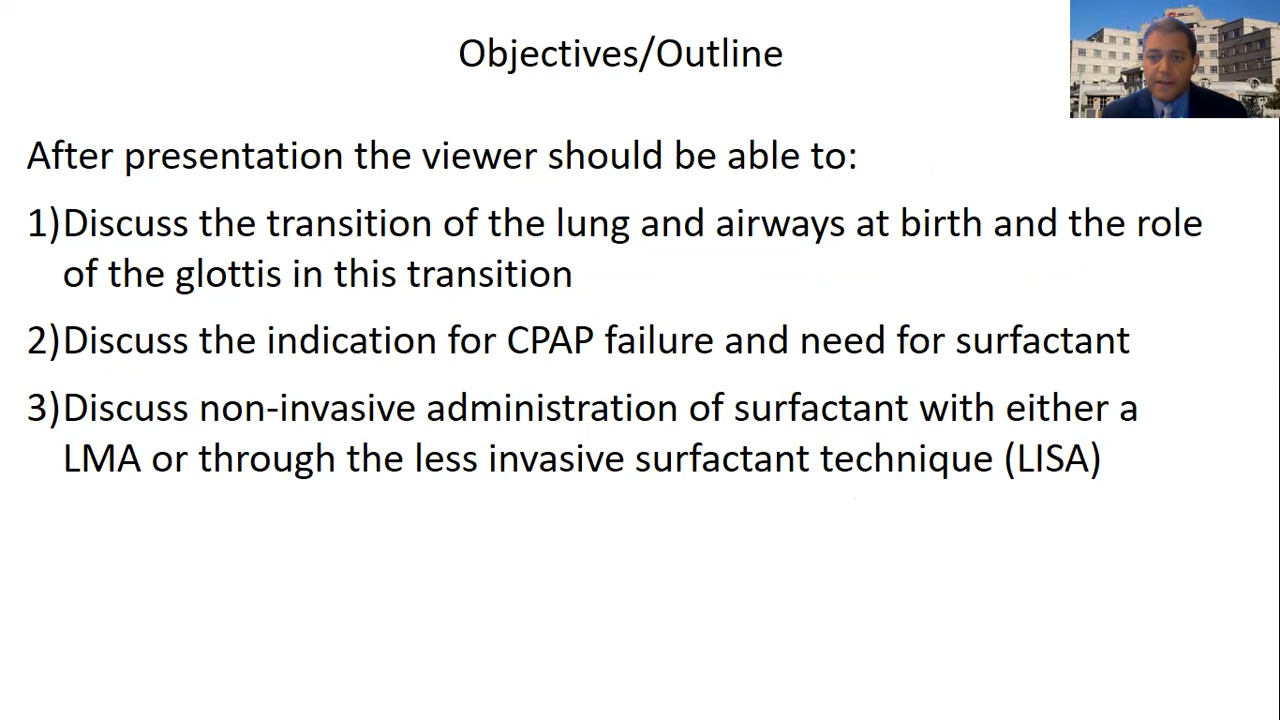 Objectives/Outline
After presentation the viewer should be able to:
1)Discuss the transition of the lung and airways at birth and the role
of the glottis in this transition
2)Discuss the indication for CPAP failure and need for surfactant
3)Discuss non-invasive administration of surfactant with either a
LMA or through the less invasive surfactant technique (LISA)